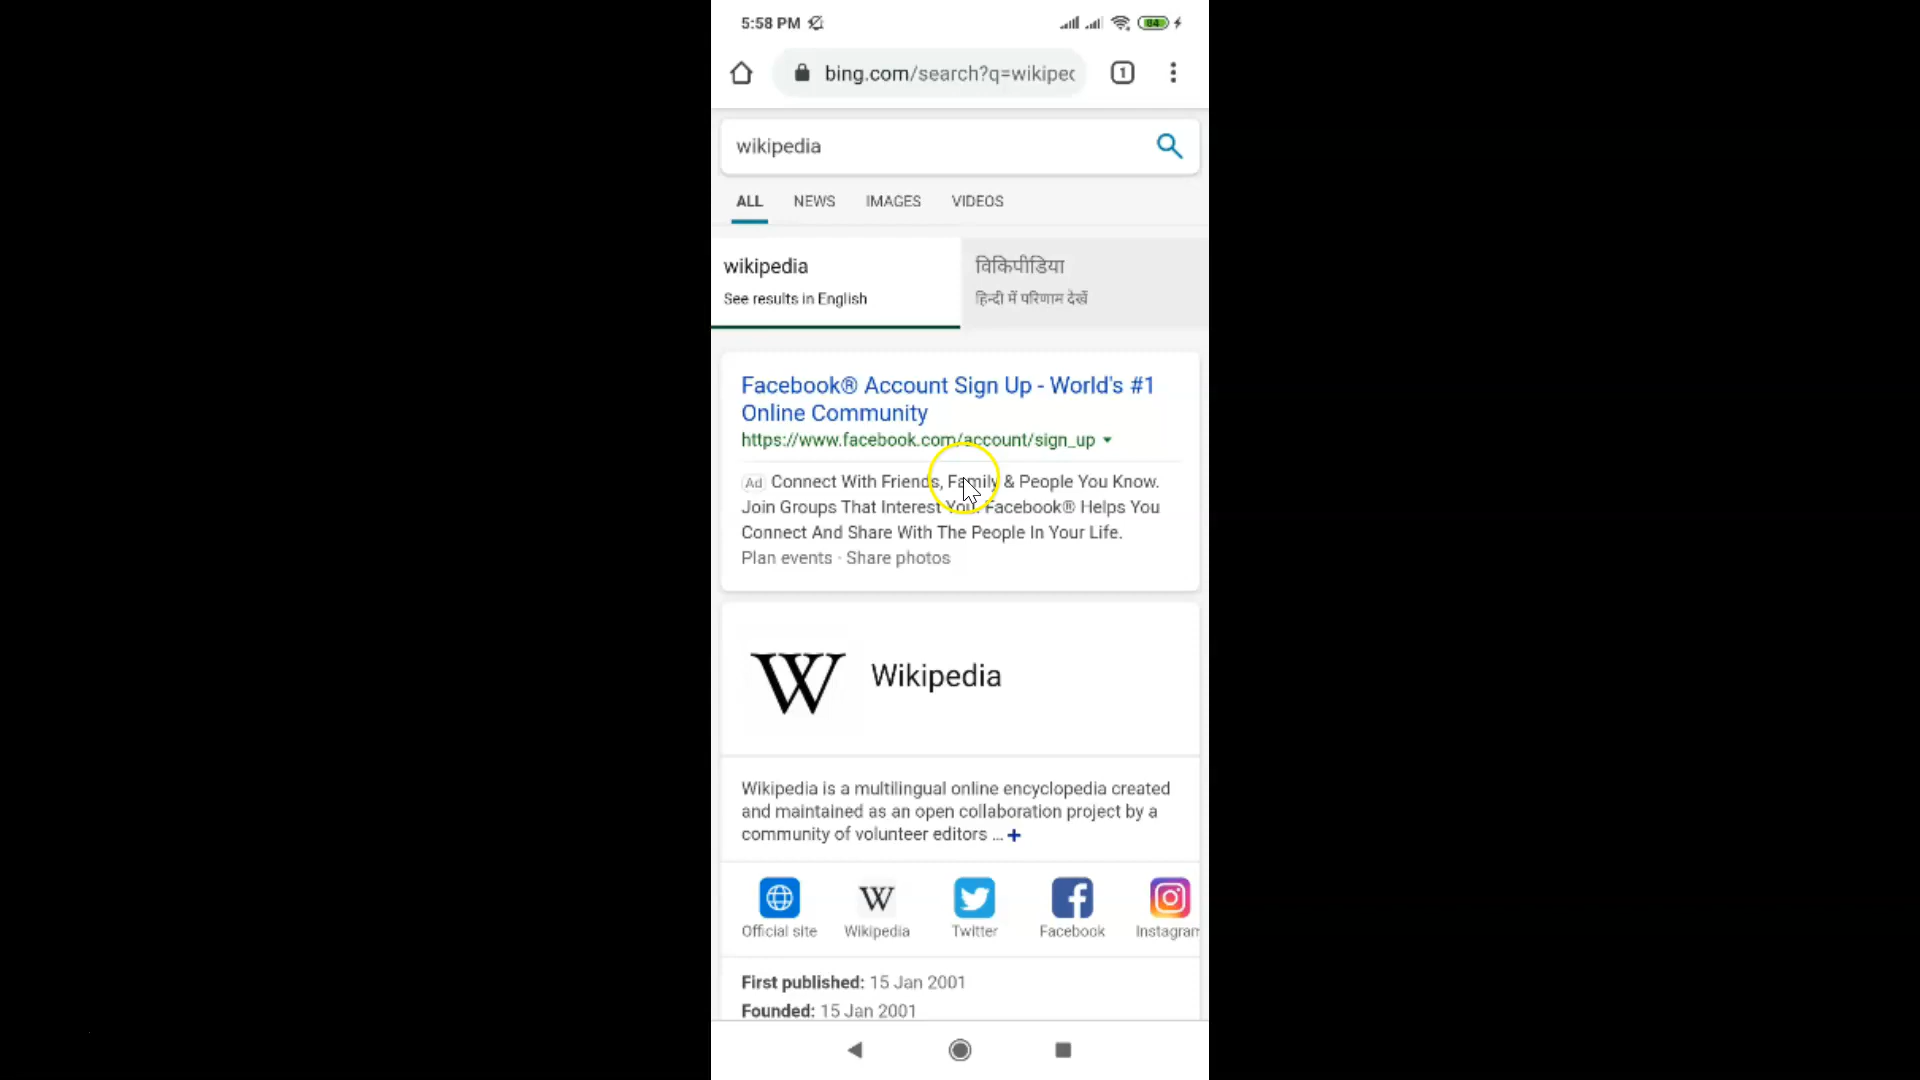 5:58 PM
84
bing.com/search?q=wikipec
1
wikipedia
ALL NEWS IMAGES VIDEOS
wikipedia
See results in English
विकिपीडिया
हिन्दी में परिणाम देखें
Facebook® Account Sign Up - World's #1
Online Community
https://www.facebook.com/account/sign_up
Ad Connect With Friends, Family & People You Know.
Join Groups That Interest You. Facebook® Helps You
Connect And Share With The People In Your Life.
Plan events · Share photos
W Wikipedia
Wikipedia is a multilingual online encyclopedia created
and maintained as an open collaboration project by a
community of volunteer editors ... +
W
Official site Wikipedia Twitter Facebook Instagram
First published: 15 Jan 2001
Founded: 15 Jan 2001